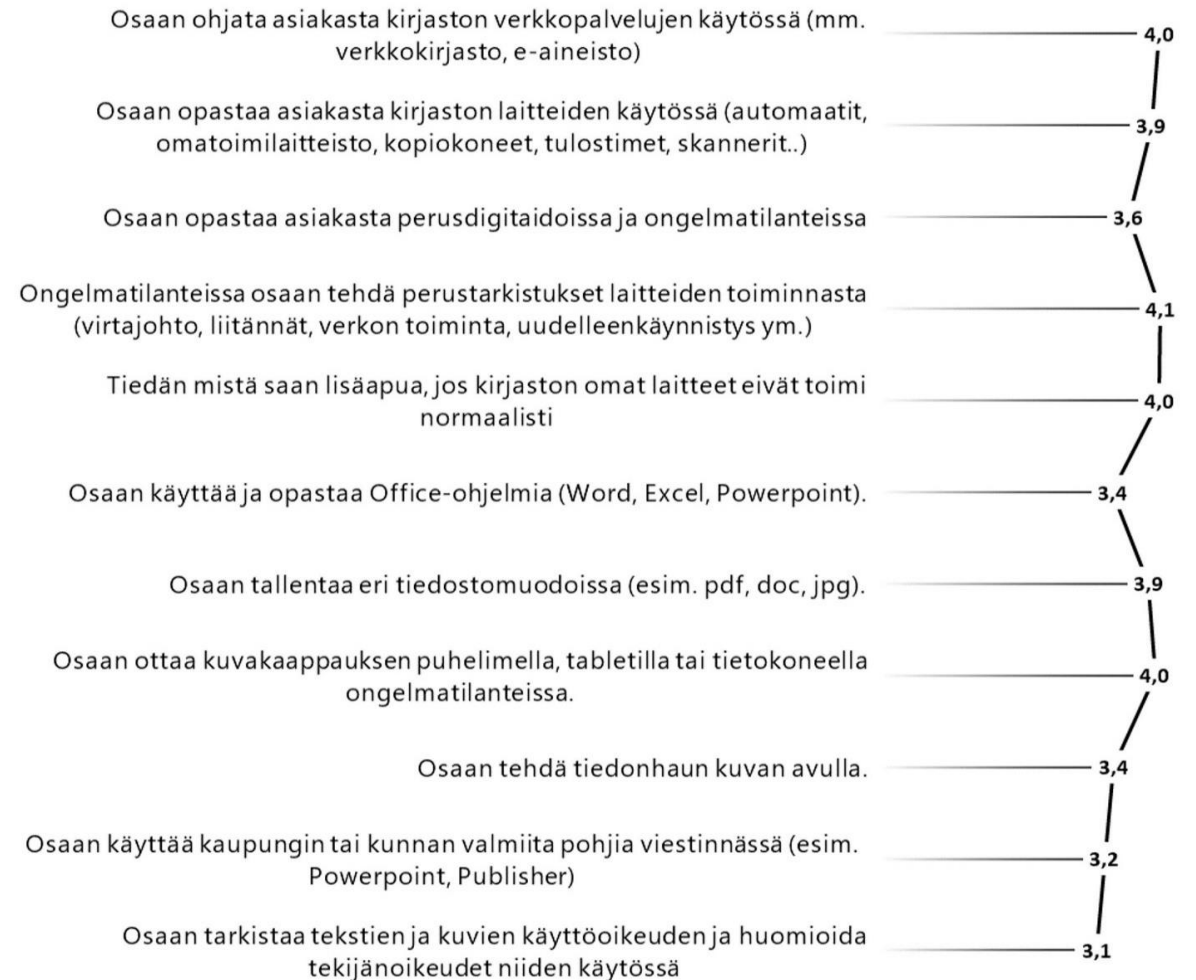 Osaan ohjata asiakasta kirjaston verkkopalvelujen käytössä (mm.
verkkokirjasto, e-aineisto)
4,0
Osaan opastaa asiakasta kirjaston laitteiden käytössä (automaatit,
omatoimilaitteisto, kopiokoneet, tulostimet, skannerit..)
3,9
Osaan opastaa asiakasta perusdigitaidoissa ja ongelmatilanteissa
3,6
Ongelmatilanteissa osaan tehdä perustarkistukset laitteiden toiminnasta
(virtajohto, liitännät, verkon toiminta, uudelleenkäynnistys ym.)
4,1
Tiedän mistä saan lisäapua, jos kirjaston omat laitteet eivät toimi
normaalisti
4,0
Osaan käyttää ja opastaa Office-ohjelmia (Word, Excel, Powerpoint).
3,4
Osaan tallentaa eri tiedostomuodoissa (esim. pdf, doc, jpg).
3,9
Osaan ottaa kuvakaappauksen puhelimella, tabletilla tai tietokoneella
ongelmatilanteissa.
4,0
Osaan tehdä tiedonhaun kuvan avulla.
3,4
Osaan käyttää kaupungin tai kunnan valmiita pohjia viestinnässä (esim.
Powerpoint, Publisher)
3,2
Osaan tarkistaa tekstien ja kuvien käyttöoikeuden ja huomioida
tekijänoikeudet niiden käytössä
3,1